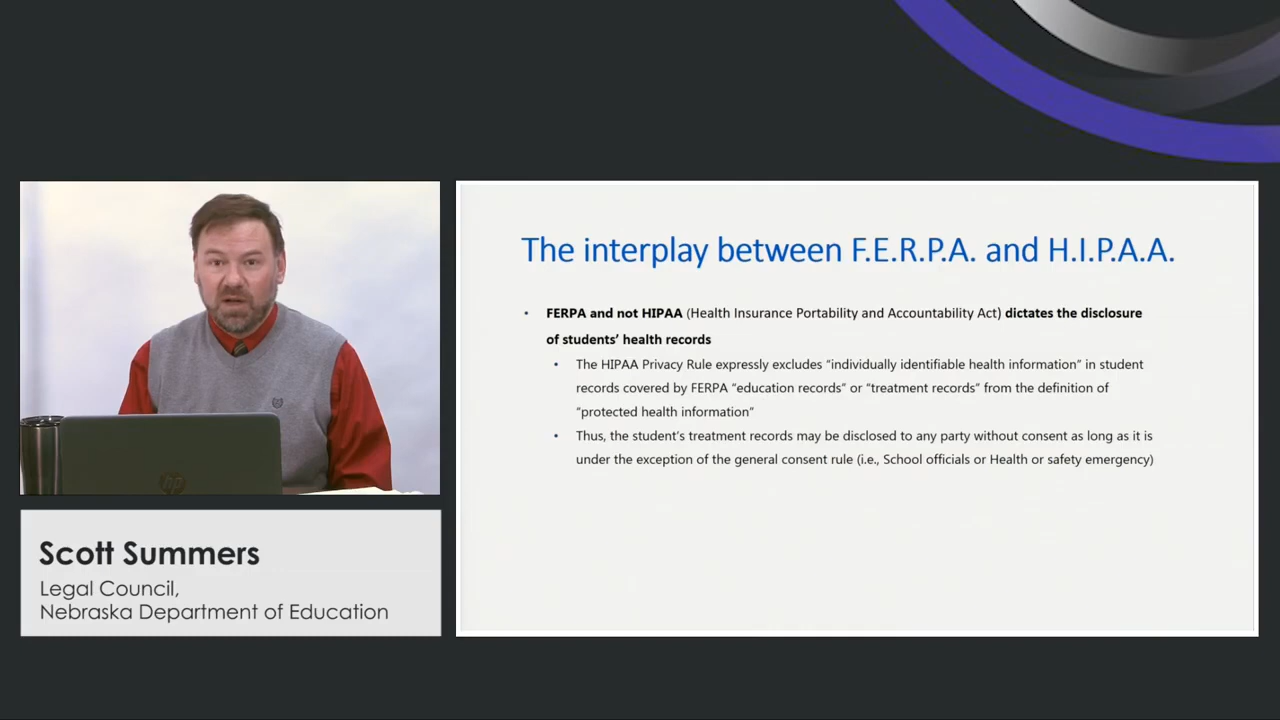 The interplay between F.E.R.P.A. and H.I.P.A.A.
• FERPA and not HIPAA (Health Insurance Portability and Accountability Act) dictates the disclosure
of students’ health records
• The HIPAA Privacy Rule expressly excludes “individually identifiable health information” in student
records covered by FERPA “education records” or “treatment records” from the definition of
“protected health information”
• Thus, the student’s treatment records may be disclosed to any party without consent as long as it is
under the exception of the general consent rule (i.e., School officials or Health or safety emergency)
hp
Scott Summers
Legal Council,
Nebraska Department of Education